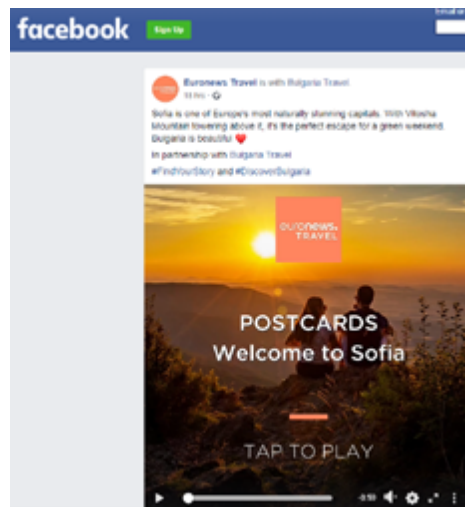 Email or
facebook
Sign Up
Euronews Travel is with Bulgaria Travel.
Sofia is one of Europe's most naturally stunning capitals. With Vitosha
Mountain towering above it, it's the perfect escape for a green weekend.
Bulgaria is beautiful ❤
In partnership with Bulgaria Travel
#FindYourStory and #DiscoverBulgaria
euronews.
TRAVEL
POSTCARDS
Welcome to Sofia
TAP TO PLAY